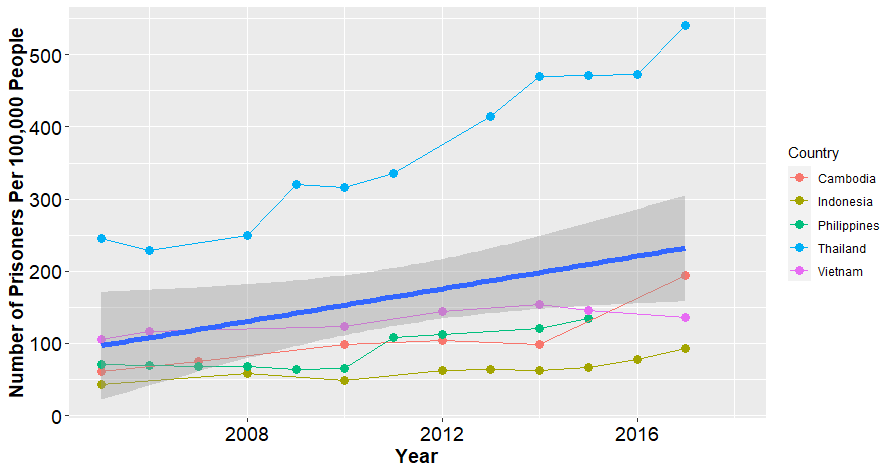 Number of Prisoners Per 100,000 People
500
400
300
200
100
0
2008
2012
2016
Year
Country
Cambodia
Indonesia
Philippines
Thailand
Vietnam